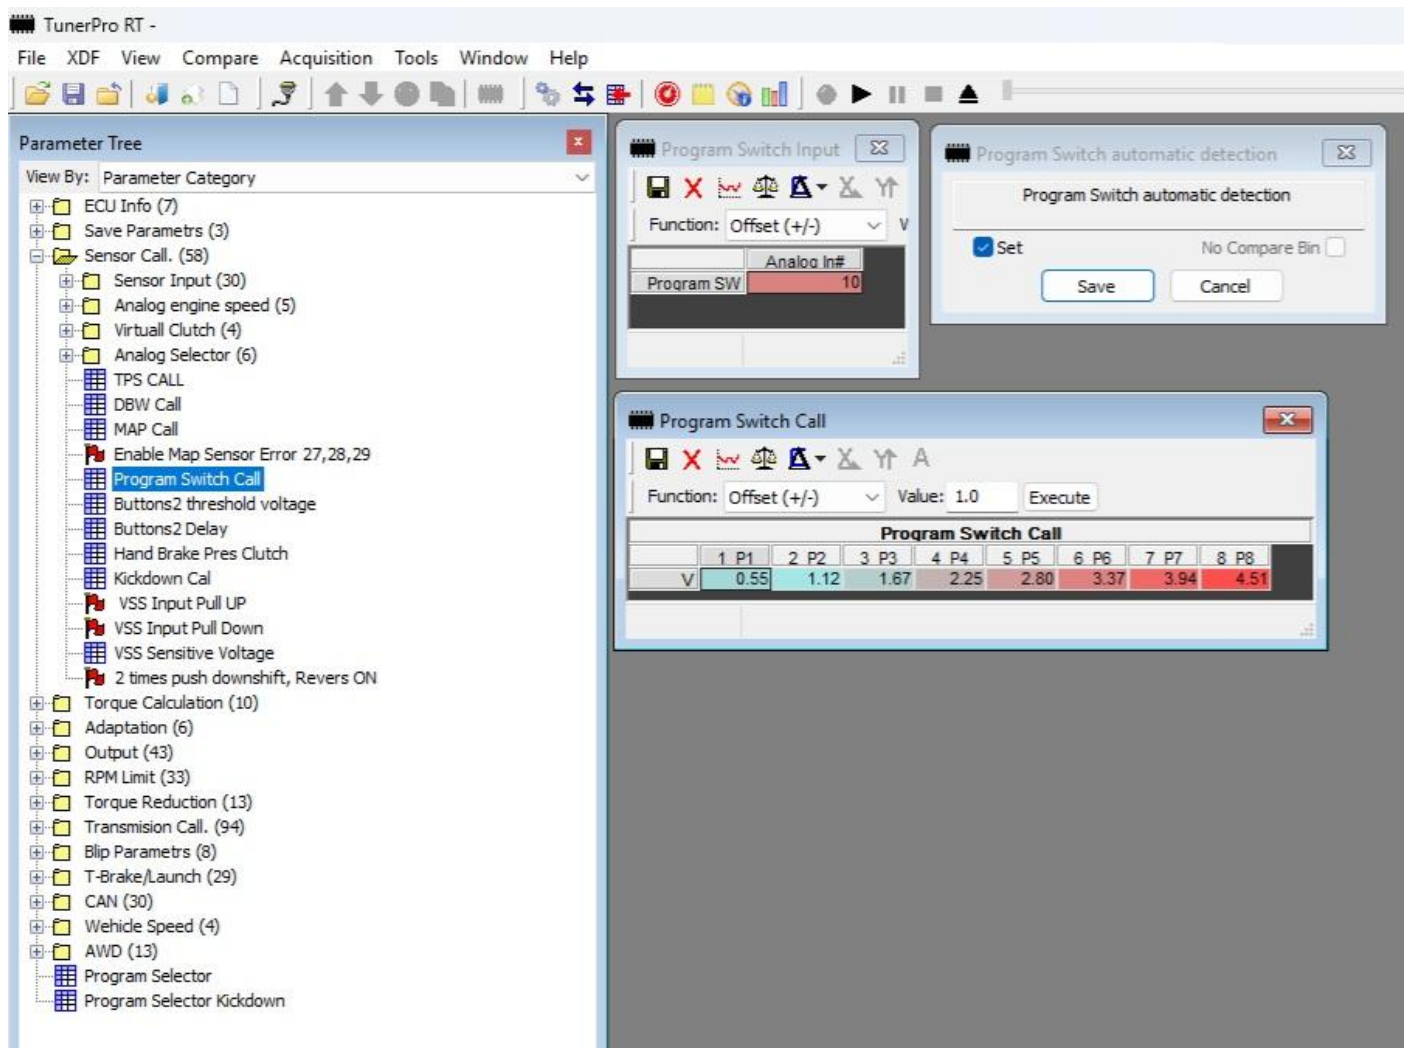 TunerPro RT -
File XDF View Compare Acquisition Tools Window Help
Parameter Tree
View By: Parameter Category
ECU Info (7)
Save Parametrs (3)
Sensor Call. (58)
Sensor Input (30)
Analog engine speed (5)
Virtuall Clutch (4)
Analog Selector (6)
TPS CALL
DBW Call
MAP Call
Enable Map Sensor Error 27,28,29
Program Switch Call
Buttons2 threshold voltage
Buttons2 Delay
Hand Brake Pres Clutch
Kickdown Cal
VSS Input Pull UP
VSS Input Pull Down
VSS Sensitive Voltage
2 times push downshift, Revers ON
Torque Calculation (10)
Adaptation (6)
Output (43)
RPM Limit (33)
Torque Reduction (13)
Transmision Call. (94)
Blip Parametrs (8)
T-Brake/Launch (29)
CAN (30)
Wehicle Speed (4)
AWD (13)
Program Selector
Program Selector Kickdown
Program Switch Input
Function: Offset (+/-) V
Analog In#
Program SW 10
Program Switch automatic detection
Program Switch automatic detection
Set No Compare Bin
Save Cancel
Program Switch Call
A
Function: Offset (+/-) Value: 1.0 Execute
Program Switch Call
1 P1 2 P2 3 P3 4 P4 5 P5 6 P6 7 P7 8 P8
V 0.55 1.12 1.67 2.25 2.80 3.37 3.94 4.51